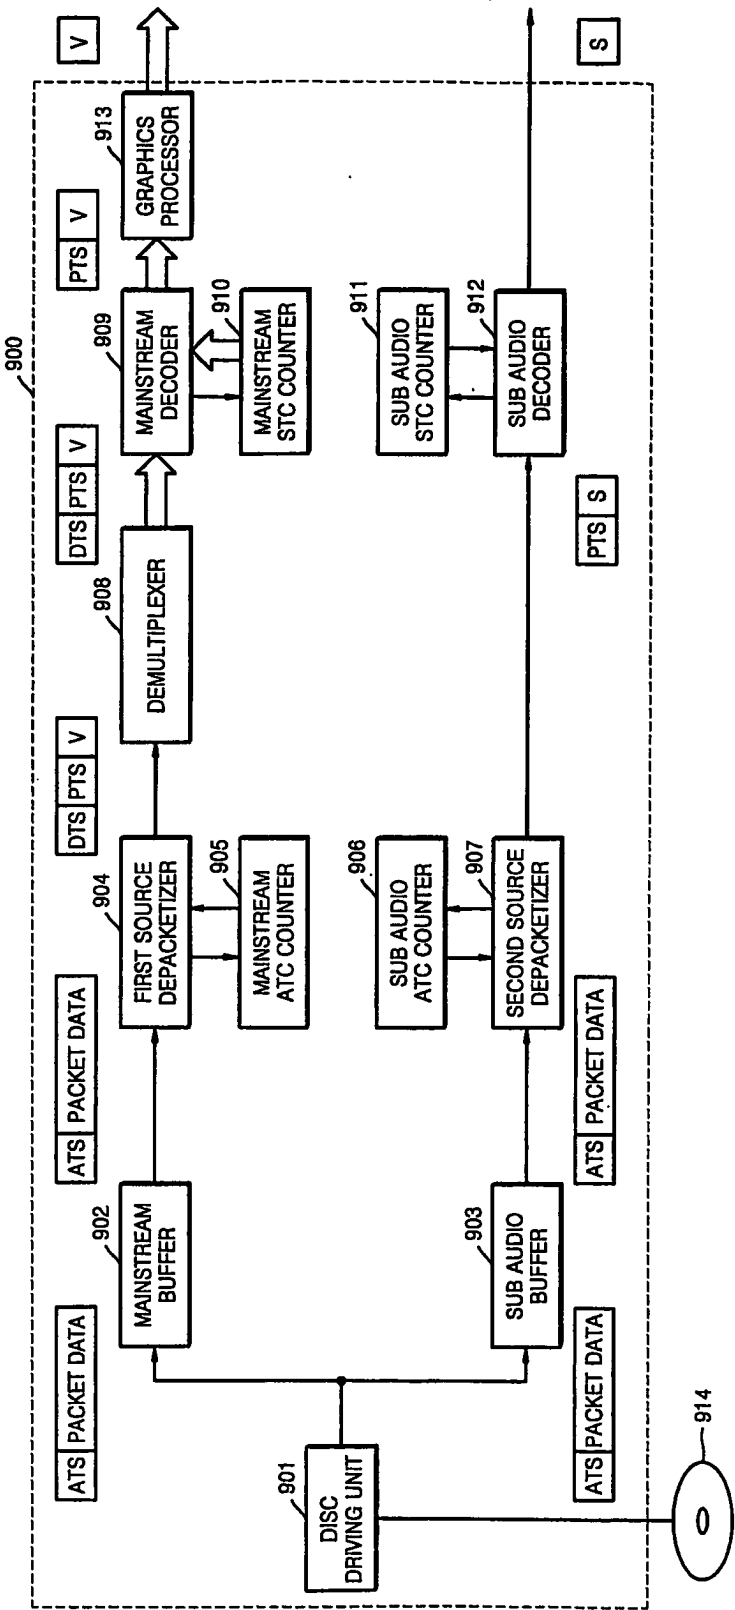 900
ATS PACKET DATA
ATS PACKET DATA
DTS PTS V
DTS PTS V
PTS V
V
901
DISC
DRIVING UNIT
902
MAINSTREAM
BUFFER
904
FIRST SOURCE
DEPACKETIZER
905
MAINSTREAM
ATC COUNTER
908
DEMULTIPLEXER
909
MAINSTREAM
DECODER
910
MAINSTREAM
STC COUNTER
913
GRAPHICS
PROCESSOR
903
SUB AUDIO
BUFFER
906
SUB AUDIO
ATC COUNTER
907
SECOND SOURCE
DEPACKETIZER
911
SUB AUDIO
STC COUNTER
912
SUB AUDIO
DECODER
ATS PACKET DATA
ATS PACKET DATA
PTS S
S
914